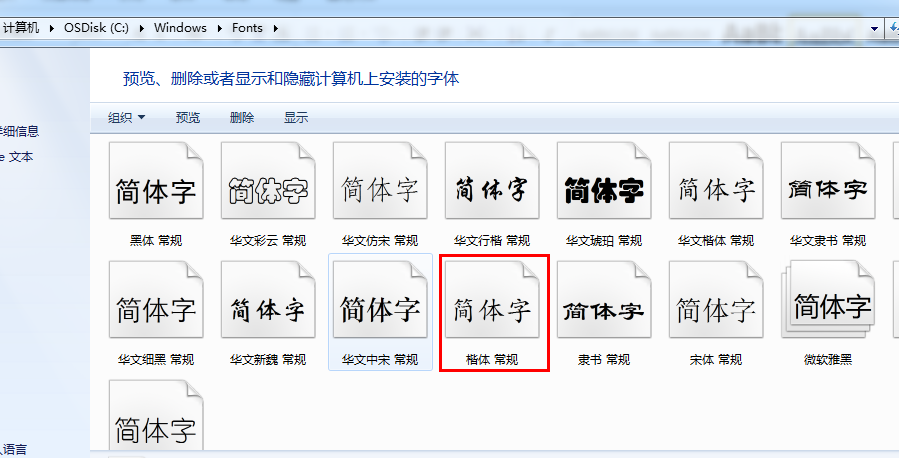 计算机 ▸ OSDisk (C:) ▸ Windows ▸ Fonts ▸
预览、删除或者显示和隐藏计算机上安装的字体
组织 预览 删除 显示
详细信息
e 文本
简体字 简体字 简体字 简体字 简体字 简体字 简体字
黑体 常规 华文彩云 常规 华文仿宋 常规 华文行楷 常规 华文琥珀 常规 华文楷体 常规 华文隶书 常规
简体字 简体字 简体字 简体字 简体字 简体字 简体字
华文细黑 常规 华文新魏 常规 华文中宋 常规 楷体 常规 隶书 常规 宋体 常规 微软雅黑
简体字
入语言